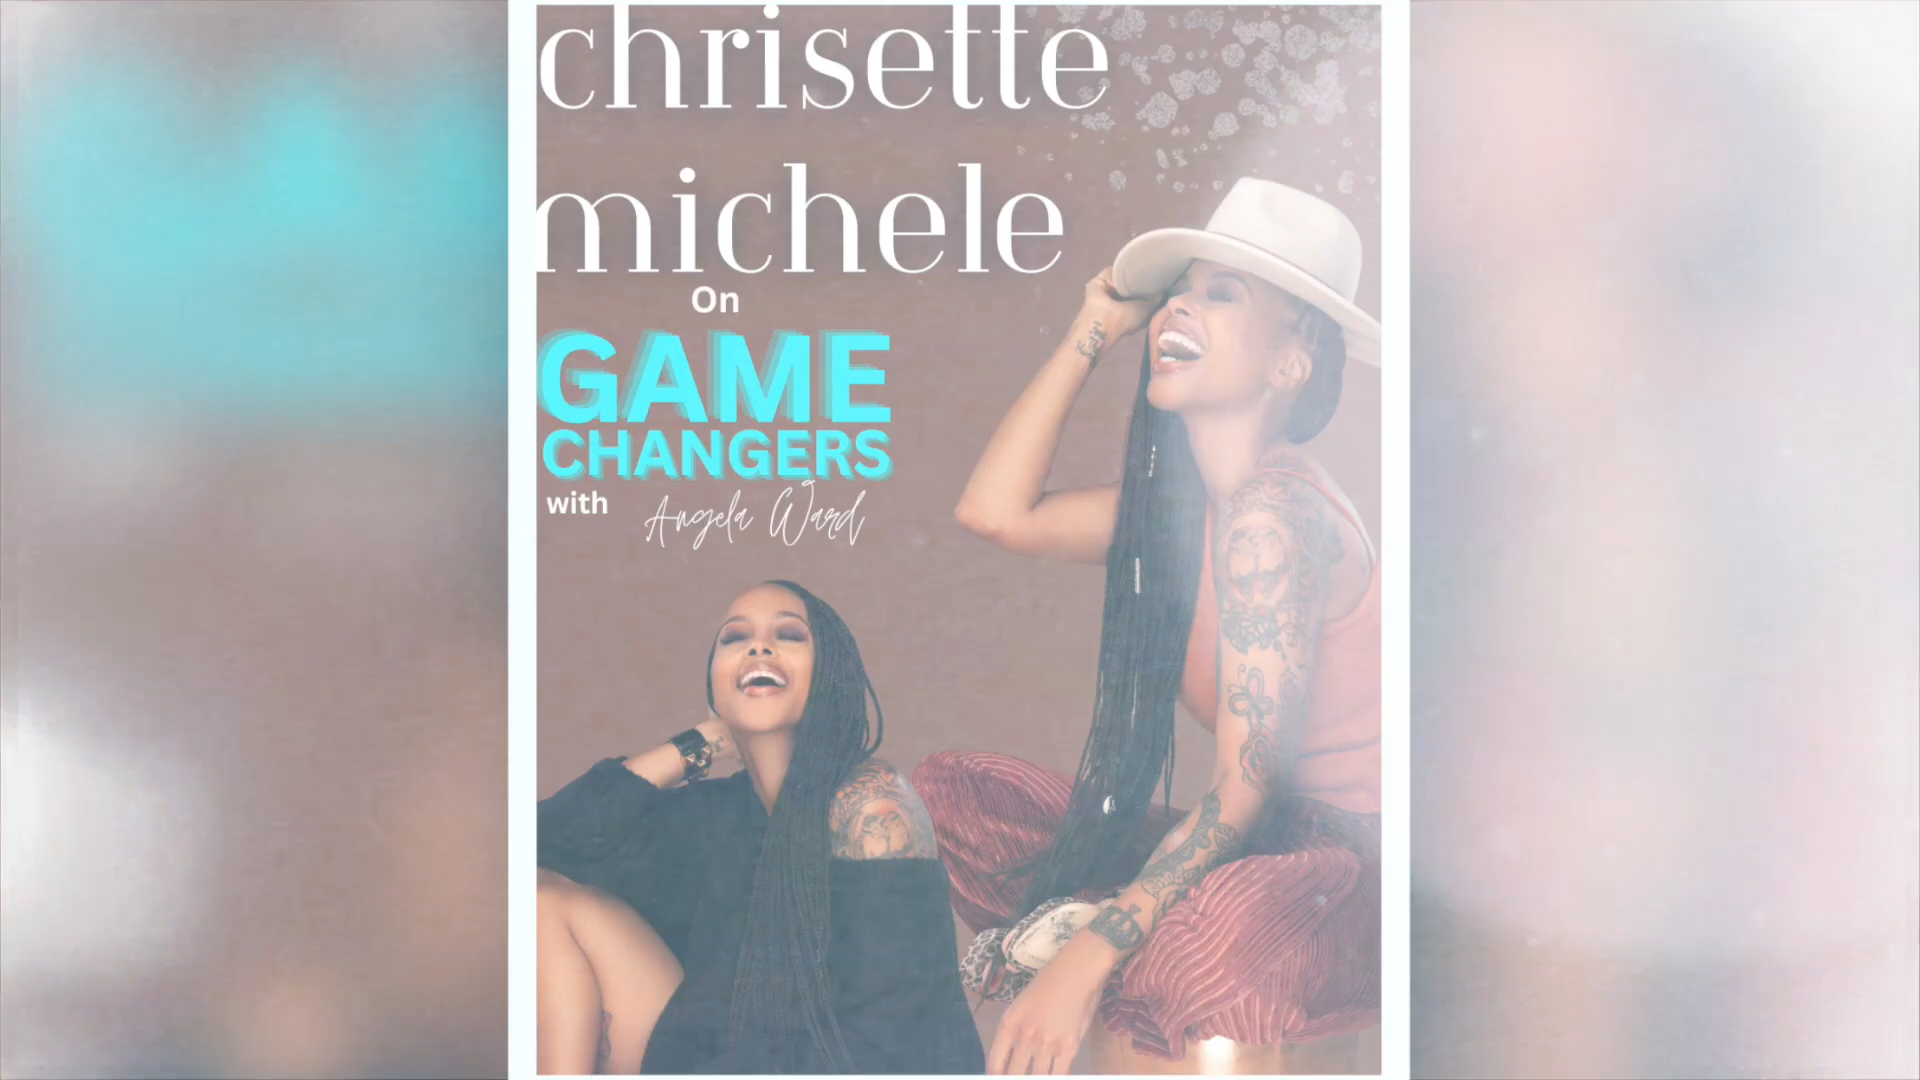 chrisette
michele
On
GAME
CHANGERS
with Angela Ward